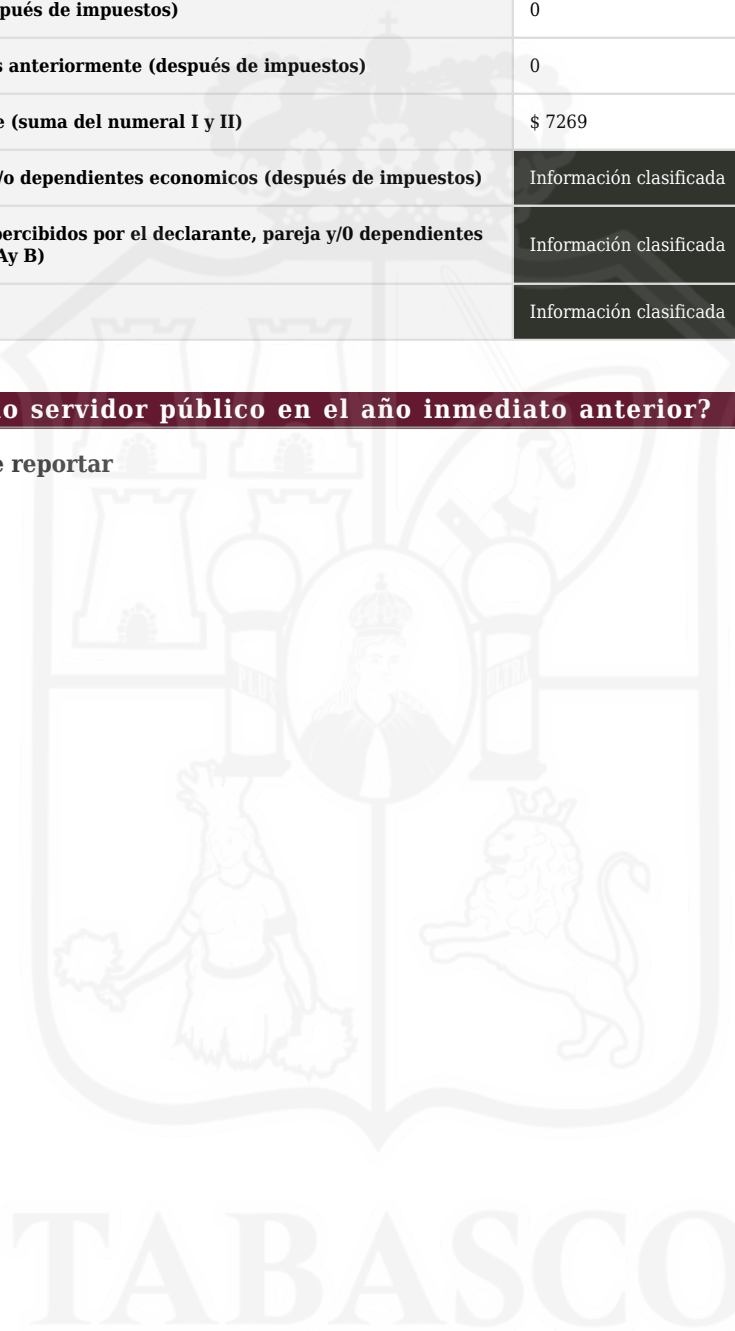 pués de impuestos)
0
s anteriormente (después de impuestos)
0
e (suma del numeral I y II)
$ 7269
/o dependientes economicos (después de impuestos)
Información clasificada
percibidos por el declarante, pareja y/0 dependientes
Ay B)
Información clasificada
Información clasificada
o servidor público en el año inmediato anterior?
e reportar
PLUS
ULTRA
TABASCO